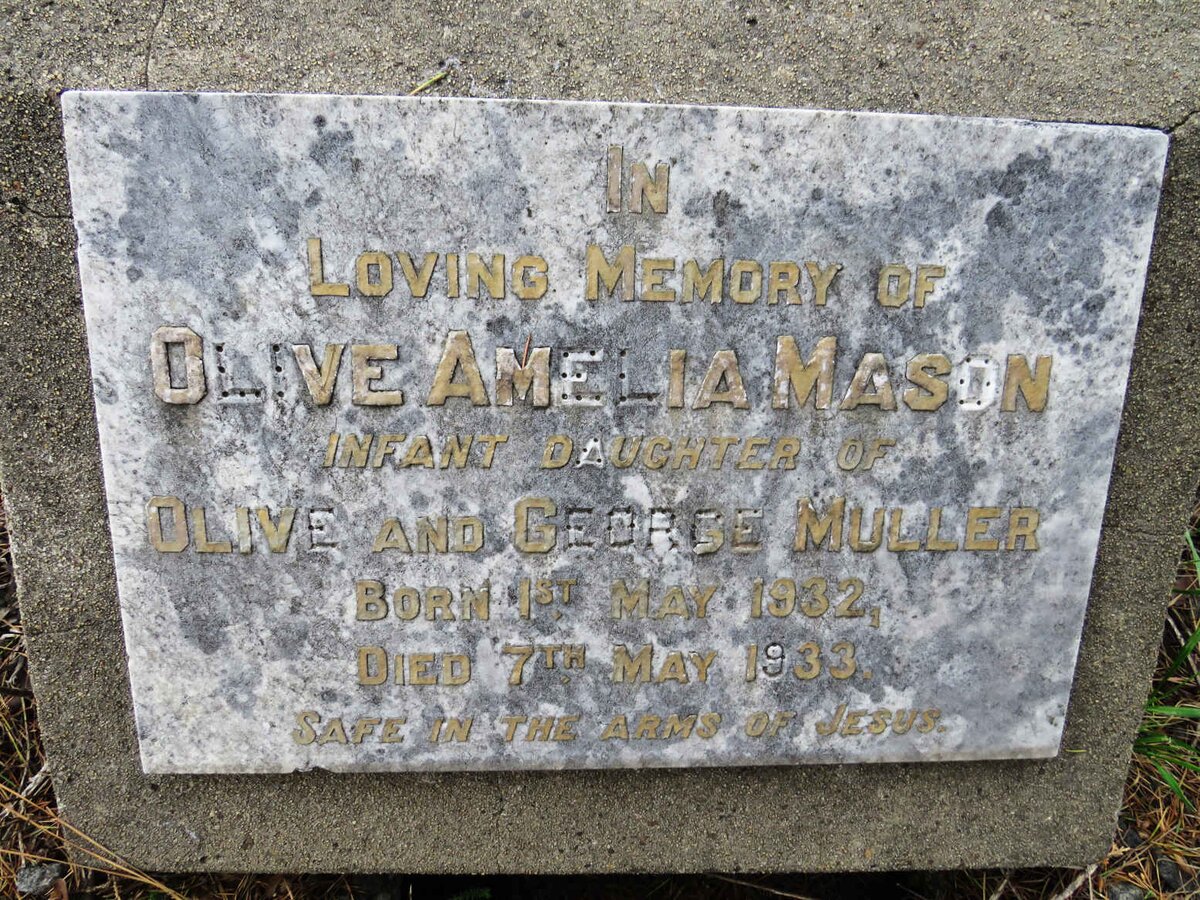 IN
LOVING MEMORY OF
OLIVE AMELIA MASON
INFANT DAUGHTER OF
OLIVE AND GEORGE MULLER
BORN 1ST. MAY 1932,
DIED 7TH. MAY 1933.
SAFE IN THE ARMS OF JESUS.